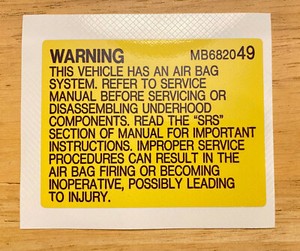 WARNING MB682049
THIS VEHICLE HAS AN AIR BAG
SYSTEM. REFER TO SERVICE
MANUAL BEFORE SERVICING OR
DISASSEMBLING UNDERHOOD
COMPONENTS. READ THE "SRS"
SECTION OF MANUAL FOR IMPORTANT
INSTRUCTIONS. IMPROPER SERVICE
PROCEDURES CAN RESULT IN THE
AIR BAG FIRING OR BECOMING
INOPERATIVE, POSSIBLY LEADING
TO INJURY.